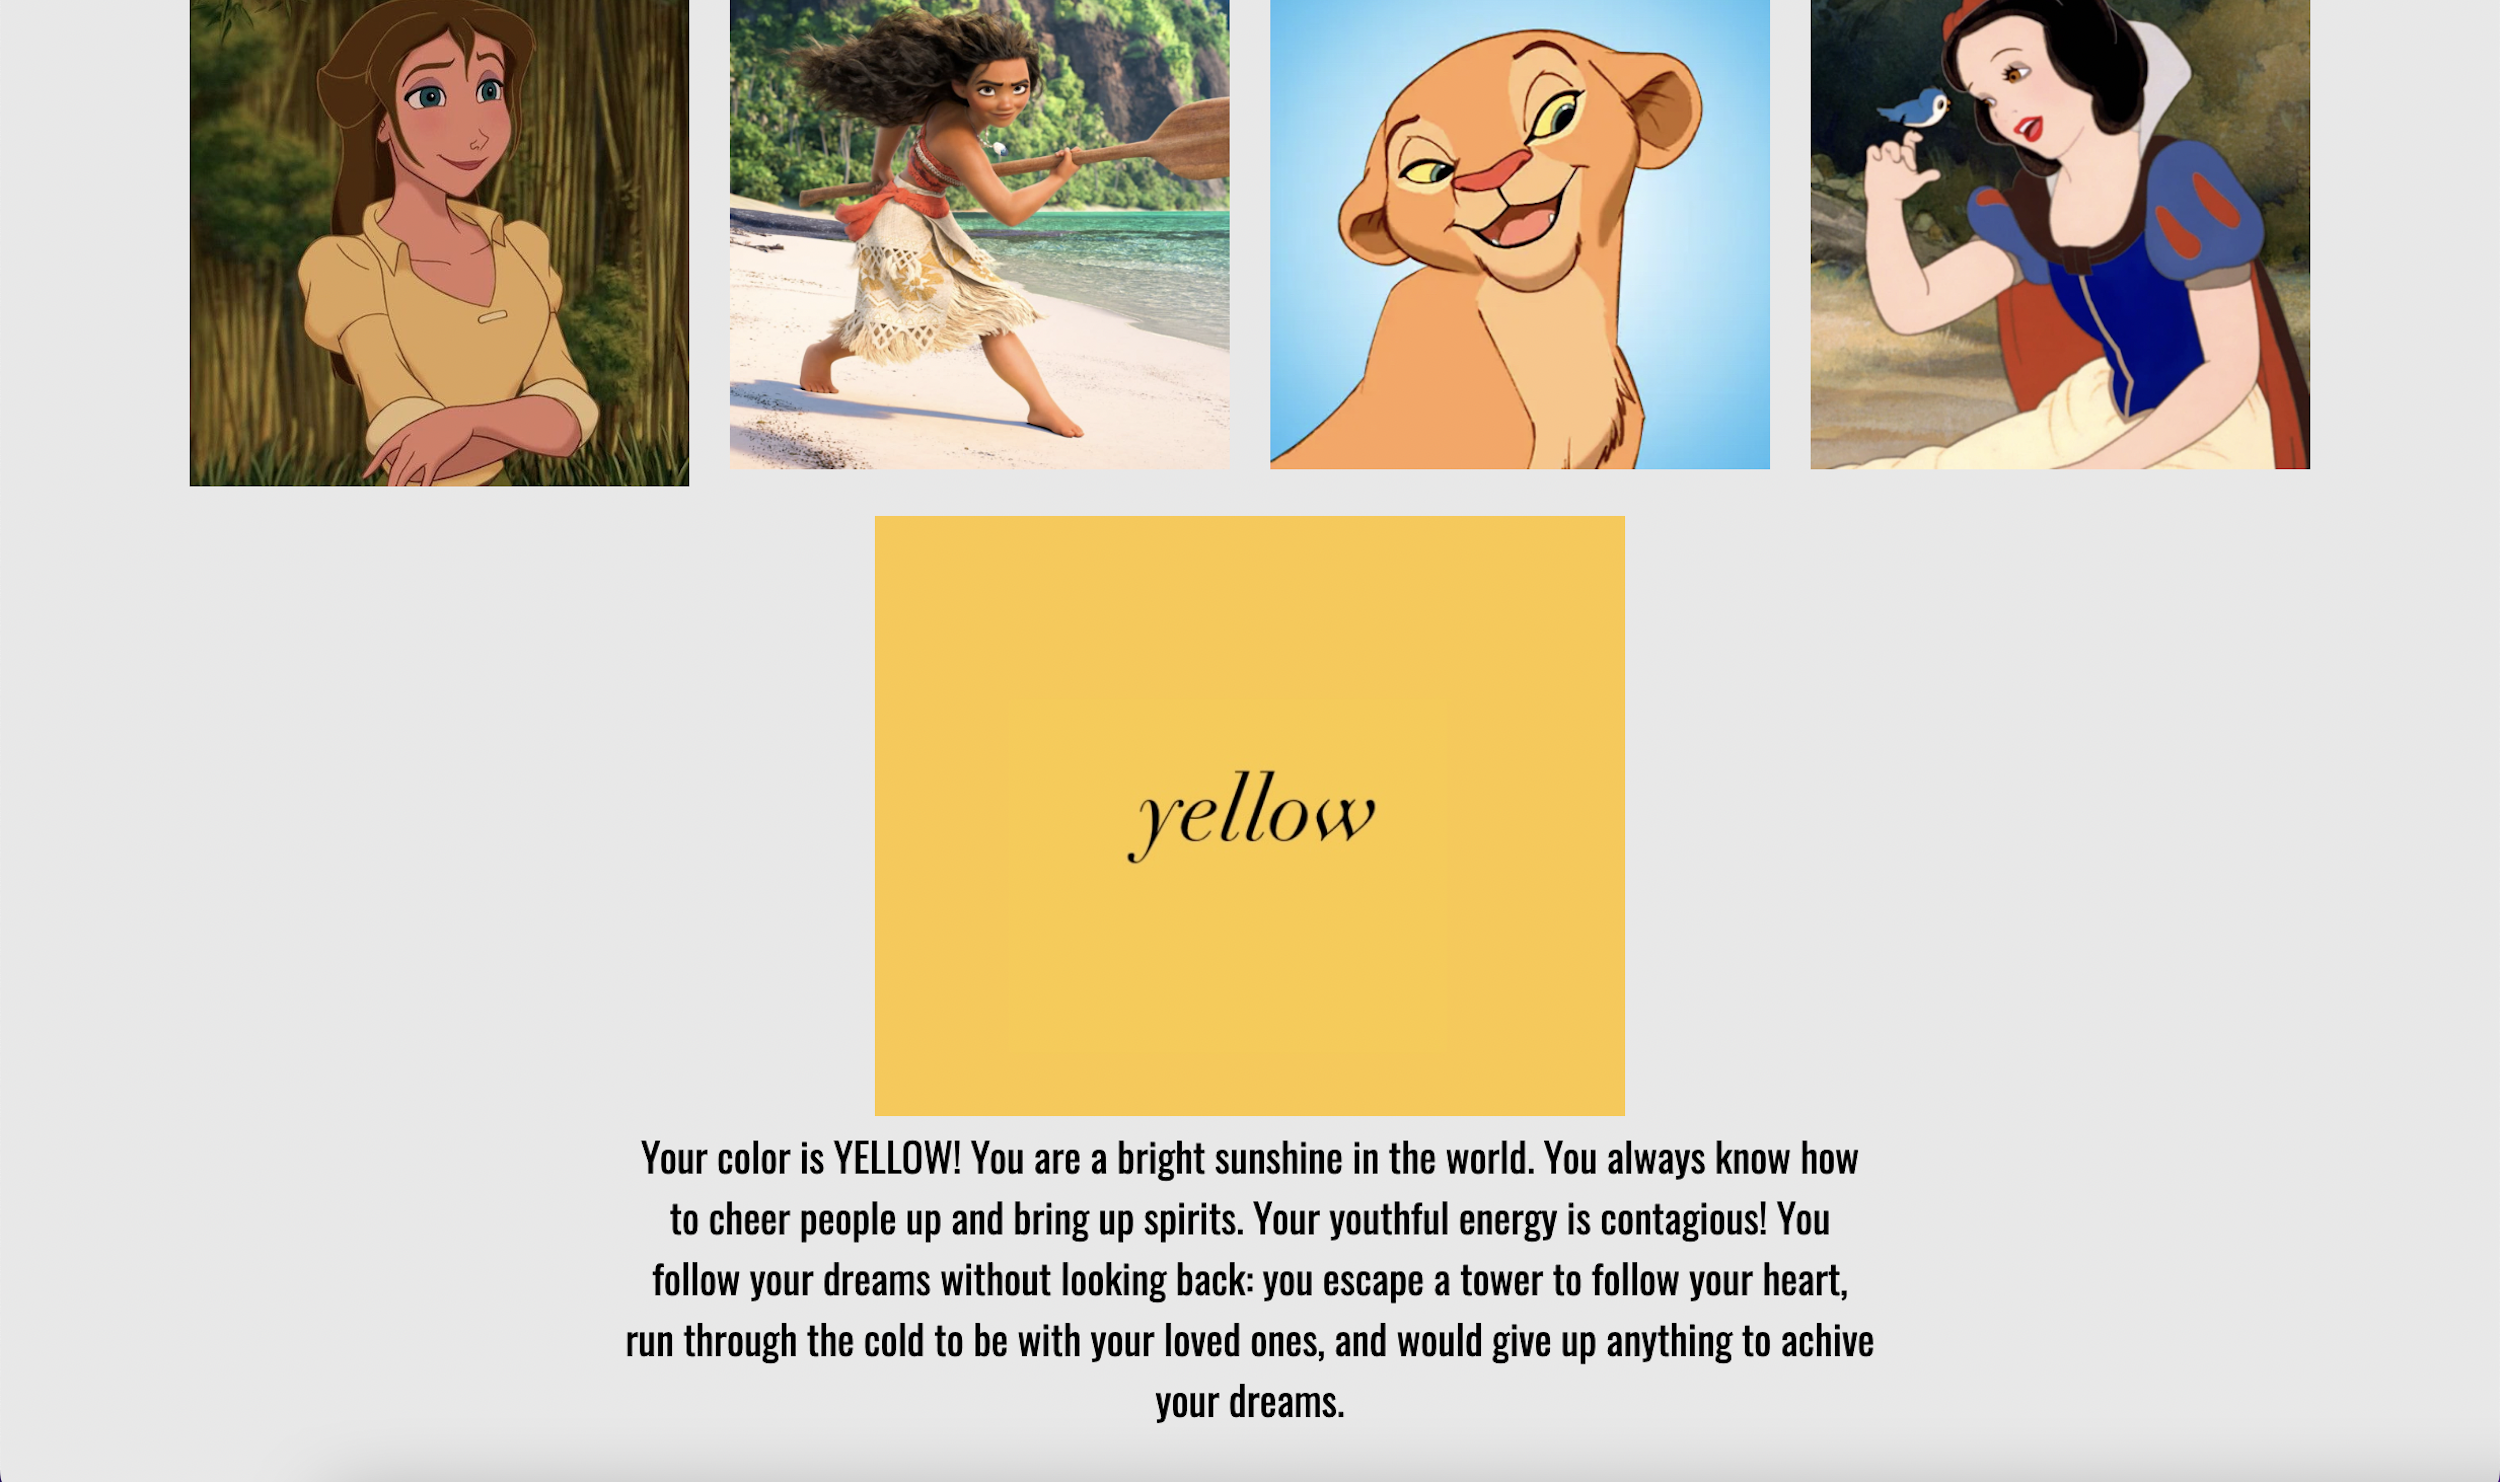 yellow
Your color is YELLOW! You are a bright sunshine in the world. You always know how
to cheer people up and bring up spirits. Your youthful energy is contagious! You
follow your dreams without looking back: you escape a tower to follow your heart,
run through the cold to be with your loved ones, and would give up anything to achive
your dreams.